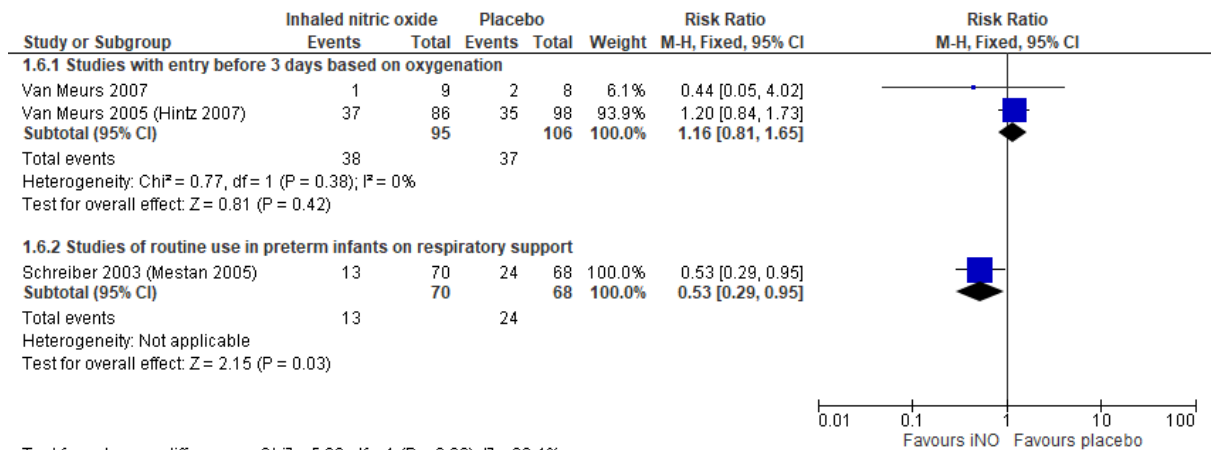 Inhaled nitric oxide Placebo Risk Ratio Risk Ratio
Study or Subgroup Events Total Events Total Weight M-H, Fixed, 95% CI M-H, Fixed, 95% CI
1.6.1 Studies with entry before 3 days based on oxygenation
Van Meurs 2007 1 9 2 8 6.1% 0.44 [0.05, 4.02]
Van Meurs 2005 (Hintz 2007) 37 86 35 98 93.9% 1.20 [0.84, 1.73]
Subtotal (95% CI) 95 106 100.0% 1.16 [0.81, 1.65]
Total events 38 37
Heterogeneity: Chi² = 0.77, df = 1 (P = 0.38); I² = 0%
Test for overall effect: Z = 0.81 (P = 0.42)
1.6.2 Studies of routine use in preterm infants on respiratory support
Schreiber 2003 (Mestan 2005) 13 70 24 68 100.0% 0.53 [0.29, 0.95]
Subtotal (95% CI) 70 68 100.0% 0.53 [0.29, 0.95]
Total events 13 24
Heterogeneity: Not applicable
Test for overall effect: Z = 2.15 (P = 0.03)
0.01 0.1 1 10 100
Favours iNO Favours placebo